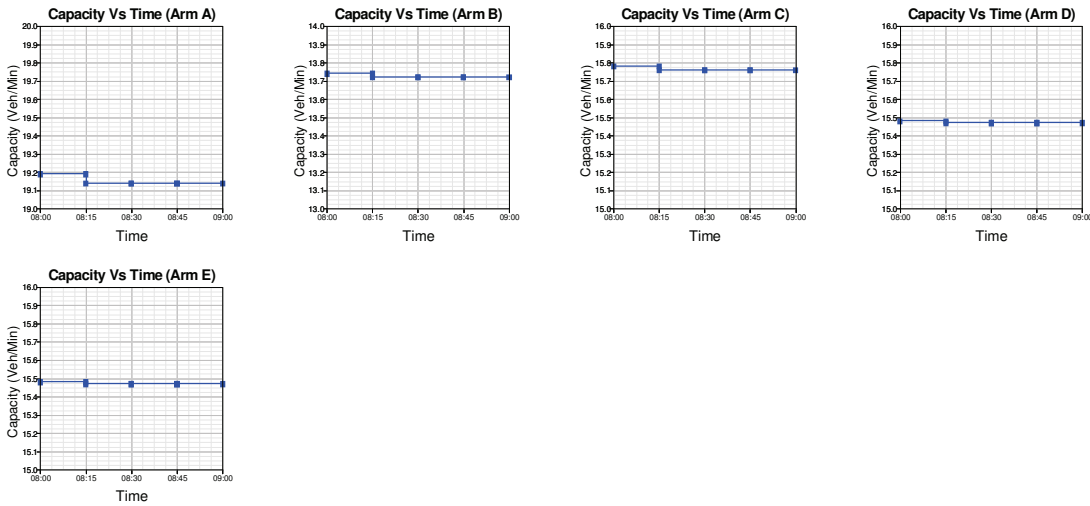 Capacity Vs Time (Arm A)
Capacity (Veh/Min)
20.0
19.9
19.8
19.7
19.6
19.5
19.4
19.3
19.2
19.1
19.0
08:00 08:15 08:30 08:45 09:00
Time
Capacity Vs Time (Arm B)
Capacity (Veh/Min)
14.0
13.9
13.8
13.7
13.6
13.5
13.4
13.3
13.2
13.1
13.0
08:00 08:15 08:30 08:45 09:00
Time
Capacity Vs Time (Arm C)
Capacity (Veh/Min)
16.0
15.9
15.8
15.7
15.6
15.5
15.4
15.3
15.2
15.1
15.0
08:00 08:15 08:30 08:45 09:00
Time
Capacity Vs Time (Arm D)
Capacity (Veh/Min)
16.0
15.9
15.8
15.7
15.6
15.5
15.4
15.3
15.2
15.1
15.0
08:00 08:15 08:30 08:45 09:00
Time
Capacity Vs Time (Arm E)
Capacity (Veh/Min)
16.0
15.9
15.8
15.7
15.6
15.5
15.4
15.3
15.2
15.1
15.0
08:00 08:15 08:30 08:45 09:00
Time